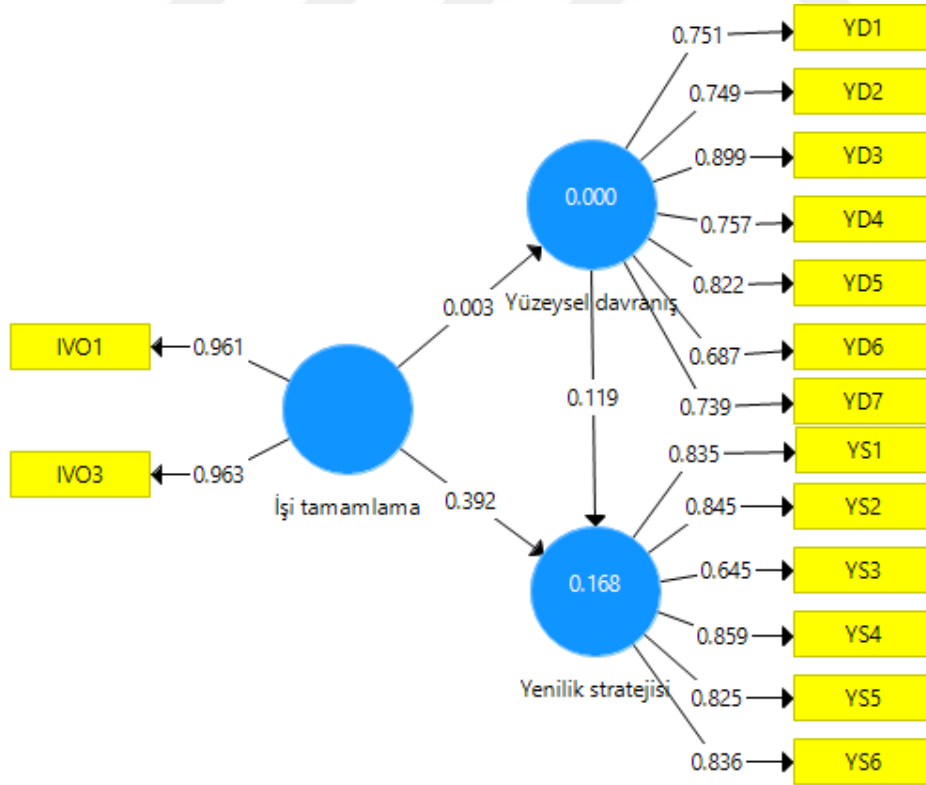 0.751
YD1
0.749
YD2
0.899
YD3
0.000
0.757
YD4
0.822
YD5
0.003
Yüzeysel davranış
IVO1
0.961
0.687
YD6
0.119
0.739
YD7
0.835
YS1
IVO3
0.963
İşi tamamlama
0.392
0.845
YS2
0.168
0.645
YS3
0.859
YS4
Yenilik stratejisi
0.825
YS5
0.836
YS6